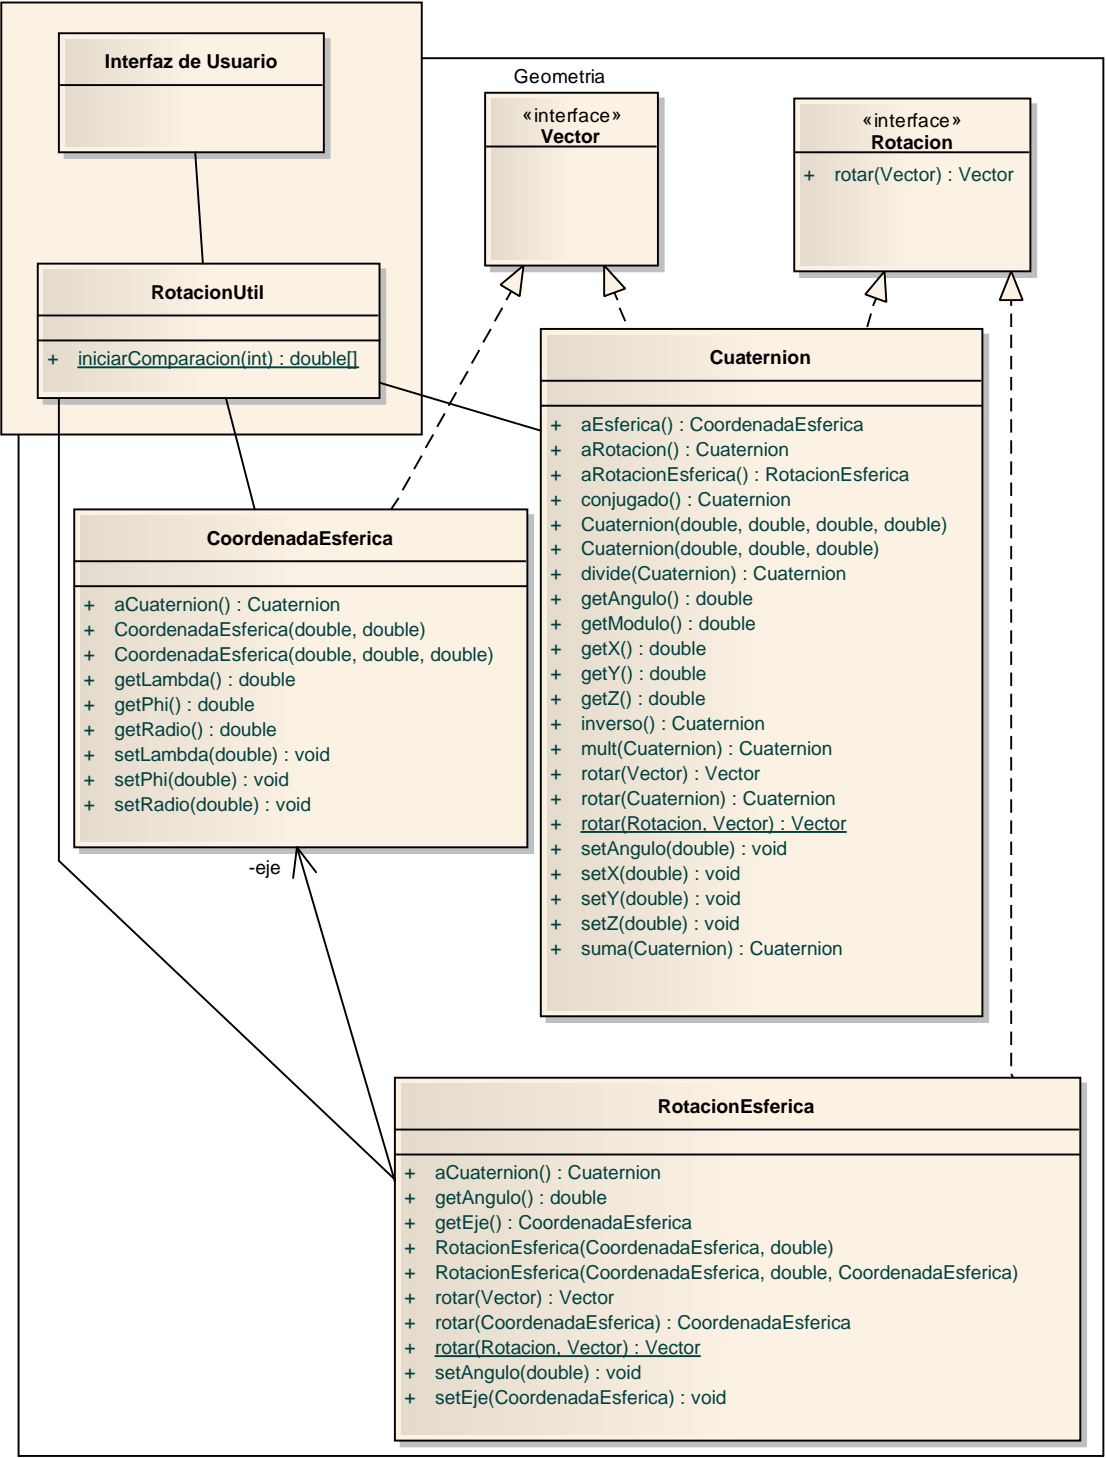 Interfaz de Usuario
Geometria
«interface»
Vector
«interface»
Rotacion
+ rotar(Vector) : Vector
RotacionUtil
+ iniciarComparacion(int) : double[]
Cuaternion
+ aEsferica() : CoordenadaEsferica
+ aRotacion() : Cuaternion
+ aRotacionEsferica() : RotacionEsferica
+ conjugado() : Cuaternion
+ Cuaternion(double, double, double, double)
+ Cuaternion(double, double, double)
+ divide(Cuaternion) : Cuaternion
+ getAngulo() : double
+ getModulo() : double
+ getX() : double
+ getY() : double
+ getZ() : double
+ inverso() : Cuaternion
+ mult(Cuaternion) : Cuaternion
+ rotar(Vector) : Vector
+ rotar(Cuaternion) : Cuaternion
+ rotar(Rotacion, Vector) : Vector
+ setAngulo(double) : void
+ setX(double) : void
+ setY(double) : void
+ setZ(double) : void
+ suma(Cuaternion) : Cuaternion
CoordenadaEsferica
+ aCuaternion() : Cuaternion
+ CoordenadaEsferica(double, double)
+ CoordenadaEsferica(double, double, double)
+ getLambda() : double
+ getPhi() : double
+ getRadio() : double
+ setLambda(double) : void
+ setPhi(double) : void
+ setRadio(double) : void
-eje
RotacionEsferica
+ aCuaternion() : Cuaternion
+ getAngulo() : double
+ getEje() : CoordenadaEsferica
+ RotacionEsferica(CoordenadaEsferica, double)
+ RotacionEsferica(CoordenadaEsferica, double, CoordenadaEsferica)
+ rotar(Vector) : Vector
+ rotar(CoordenadaEsferica) : CoordenadaEsferica
+ rotar(Rotacion, Vector) : Vector
+ setAngulo(double) : void
+ setEje(CoordenadaEsferica) : void